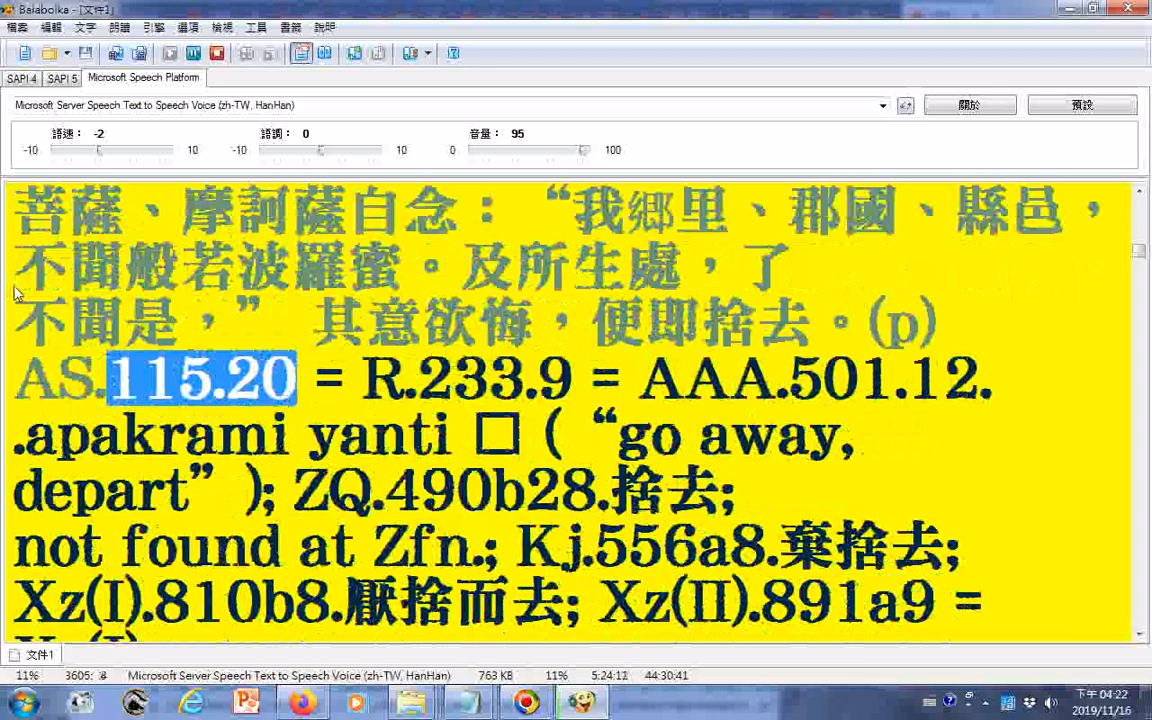 Balabolka - [文件1]
檔案 編輯 文字 朗讀 引擎 選項 檢視 工具 書籤 說明
SAPI 4 SAPI 5 Microsoft Speech Platform
Microsoft Server Speech Text to Speech Voice (zh-TW, HanHan)
關於
預設
語速： -2 語調： 0 音量： 95
-10 10 -10 10 0 100
菩薩、摩訶薩自念：“我鄉里、郡國、縣邑，
不聞般若波羅蜜。及所生處，了
不聞是，” 其意欲悔，便即捨去。(p)
AS.115.20 = R.233.9 = AAA.501.12.
.apakrami yanti □ (“go away,
depart”); ZQ.490b28.捨去;
not found at Zfn.; Kj.556a8.棄捨去;
Xz(I).810b8.厭捨而去; Xz(II).891a9 =
文件1
11% Microsoft Server Speech Text to Speech Voice (zh-TW, HanHan) 763 KB 11% 5:24:12 44:30:41
下午 04:22
2019/11/16